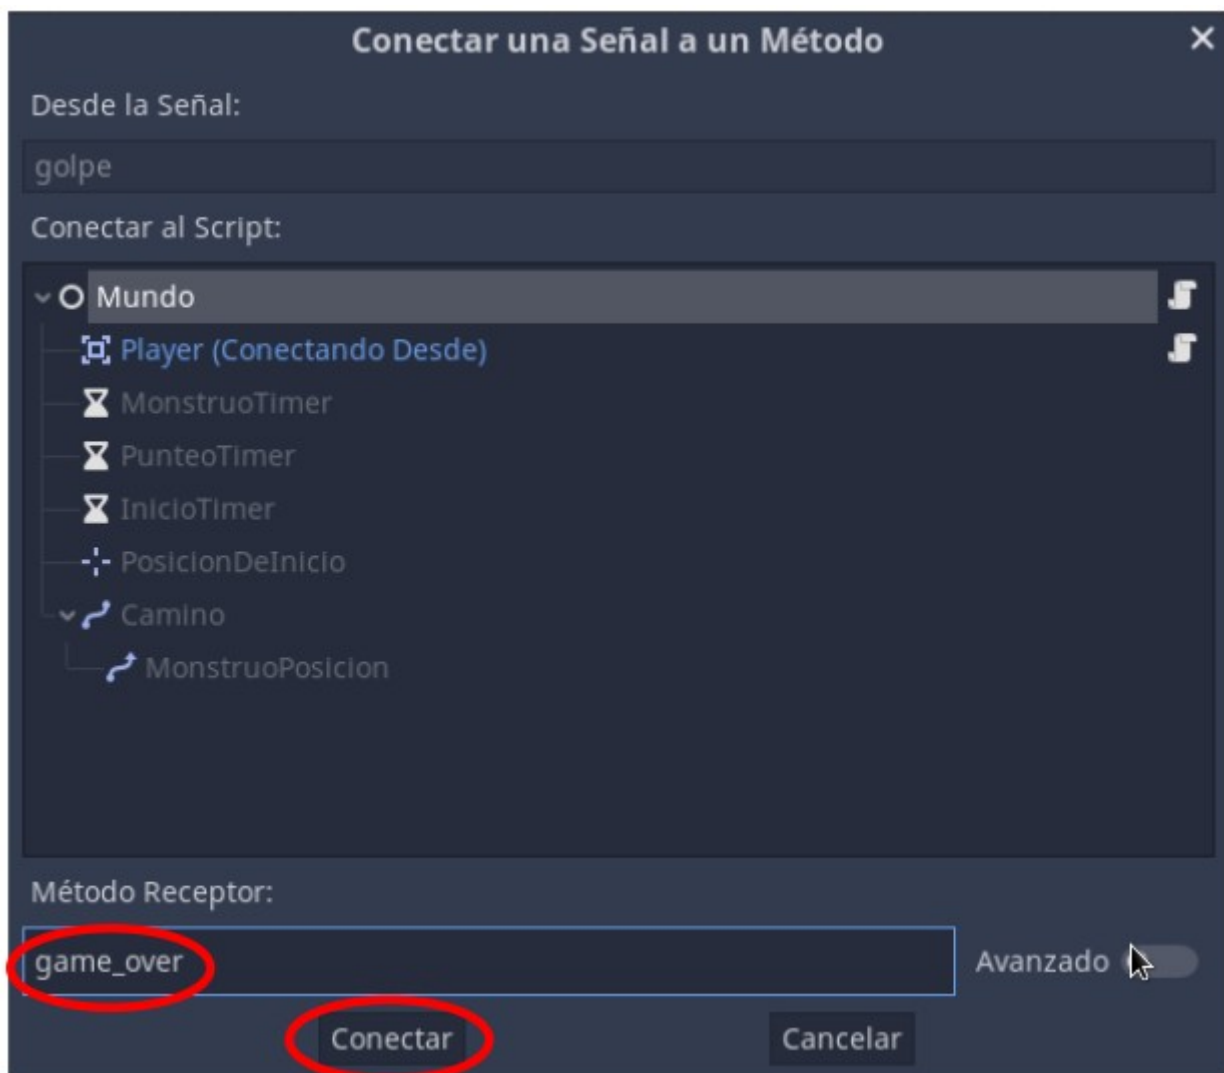 Conectar una Señal a un Método
Desde la Señal:
golpe
Conectar al Script:
Mundo
Player (Conectando Desde)
MonstruoTimer
PunteoTimer
InicioTimer
PosicionDeInicio
Camino
MonstruoPosicion
Método Receptor:
game_over
Avanzado
Conectar
Cancelar